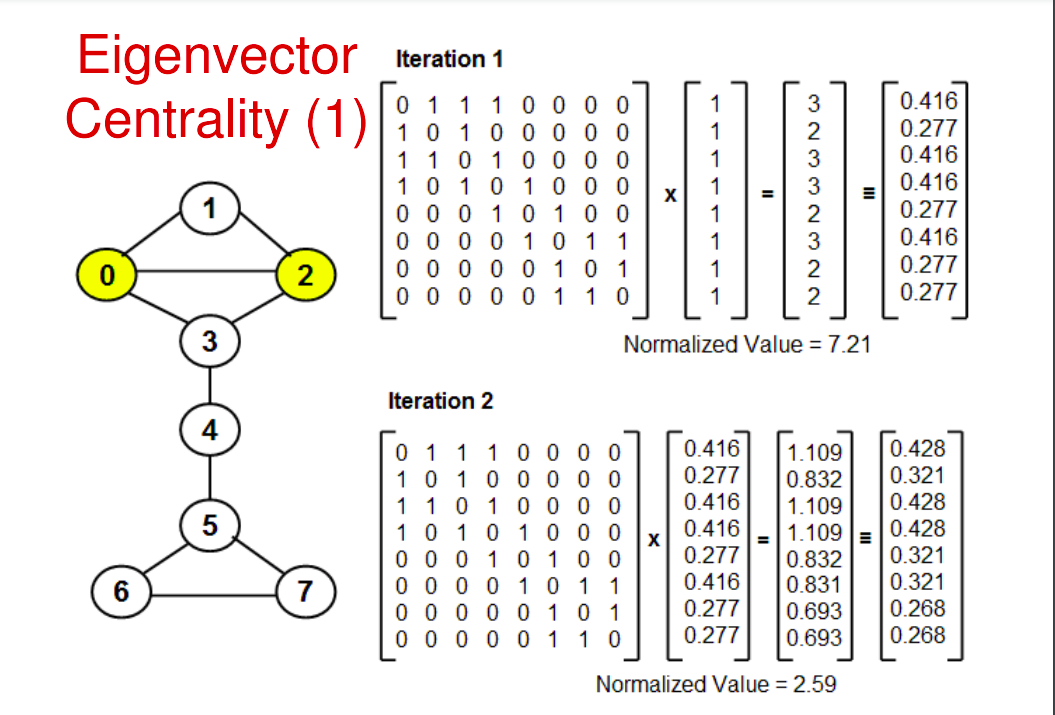 Eigenvector
Centrality (1)
1
0
2
3
4
5
6
7
Iteration 1
0 1 1 1 0 0 0 0
1 0 1 0 0 0 0 0
1 1 0 1 0 0 0 0
1 0 1 0 1 0 0 0
0 0 0 1 0 1 0 0
0 0 0 0 1 0 1 1
0 0 0 0 0 1 0 1
0 0 0 0 0 1 1 0
x
1
1
1
1
1
1
1
1
=
3
2
3
3
2
3
2
2
≡
0.416
0.277
0.416
0.416
0.277
0.416
0.277
0.277
Normalized Value = 7.21
Iteration 2
0 1 1 1 0 0 0 0
1 0 1 0 0 0 0 0
1 1 0 1 0 0 0 0
1 0 1 0 1 0 0 0
0 0 0 1 0 1 0 0
0 0 0 0 1 0 1 1
0 0 0 0 0 1 0 1
0 0 0 0 0 1 1 0
x
0.416
0.277
0.416
0.416
0.277
0.416
0.277
0.277
=
1.109
0.832
1.109
1.109
0.832
0.831
0.693
0.693
≡
0.428
0.321
0.428
0.428
0.321
0.321
0.268
0.268
Normalized Value = 2.59